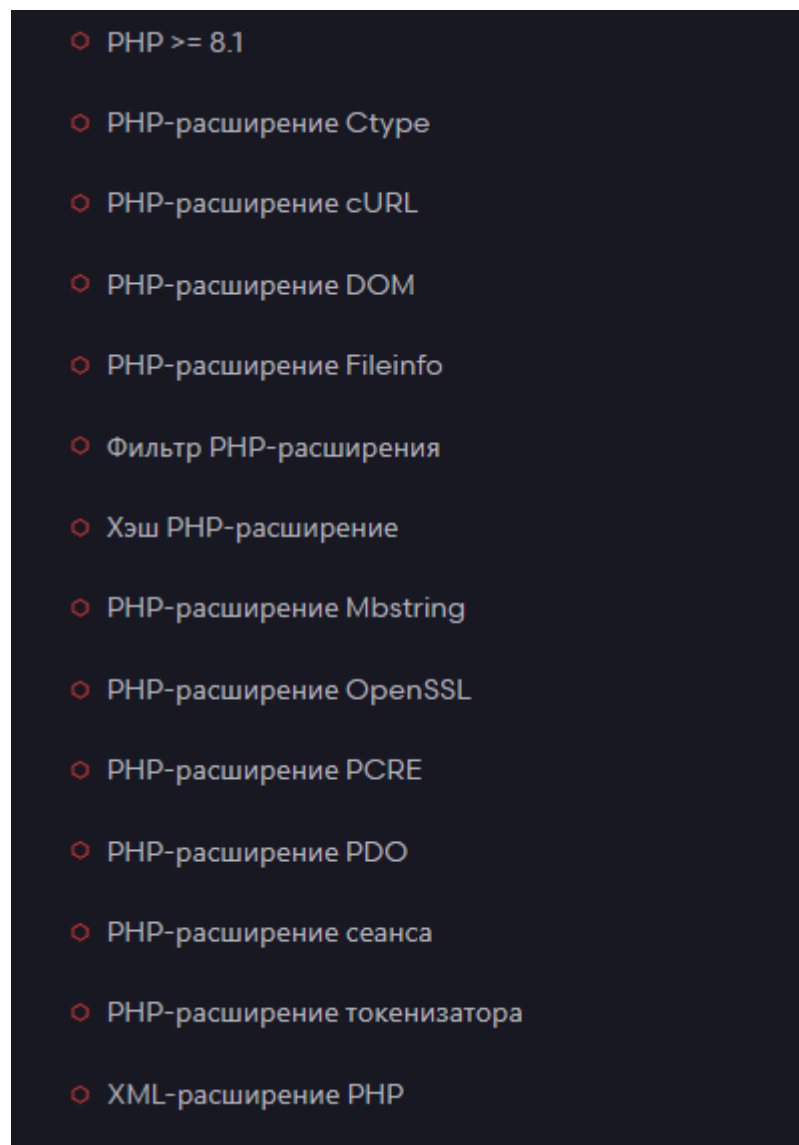 PHP >= 8.1
PHP-расширение Ctype
PHP-расширение cURL
PHP-расширение DOM
PHP-расширение Fileinfo
Фильтр PHP-расширения
Хэш PHP-расширение
PHP-расширение Mbstring
PHP-расширение OpenSSL
PHP-расширение PCRE
PHP-расширение PDO
PHP-расширение сеанса
PHP-расширение токенизатора
XML-расширение PHP